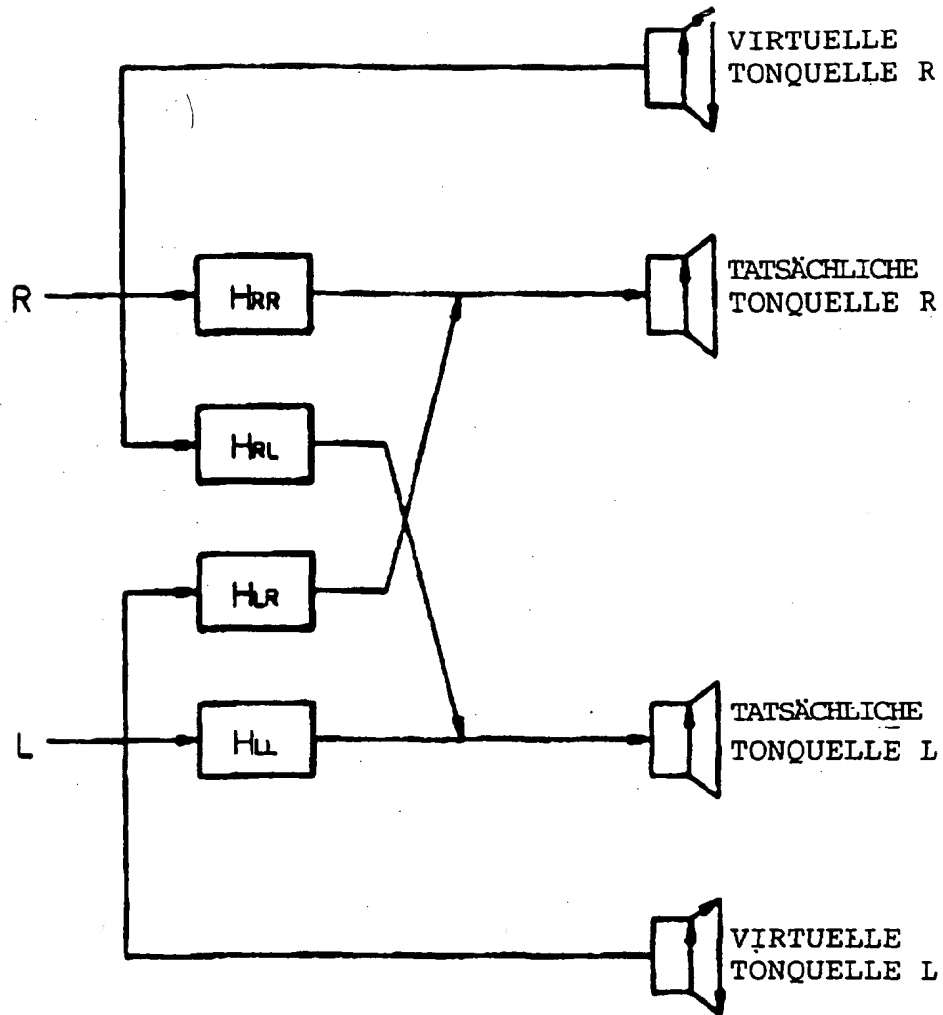 VIRTUELLE
TONQUELLE R
TATSÄCHLICHE
TONQUELLE R
R
HRR
HRL
HLR
L
HLL
TATSÄCHLICHE
TONQUELLE L
VIRTUELLE
TONQUELLE L